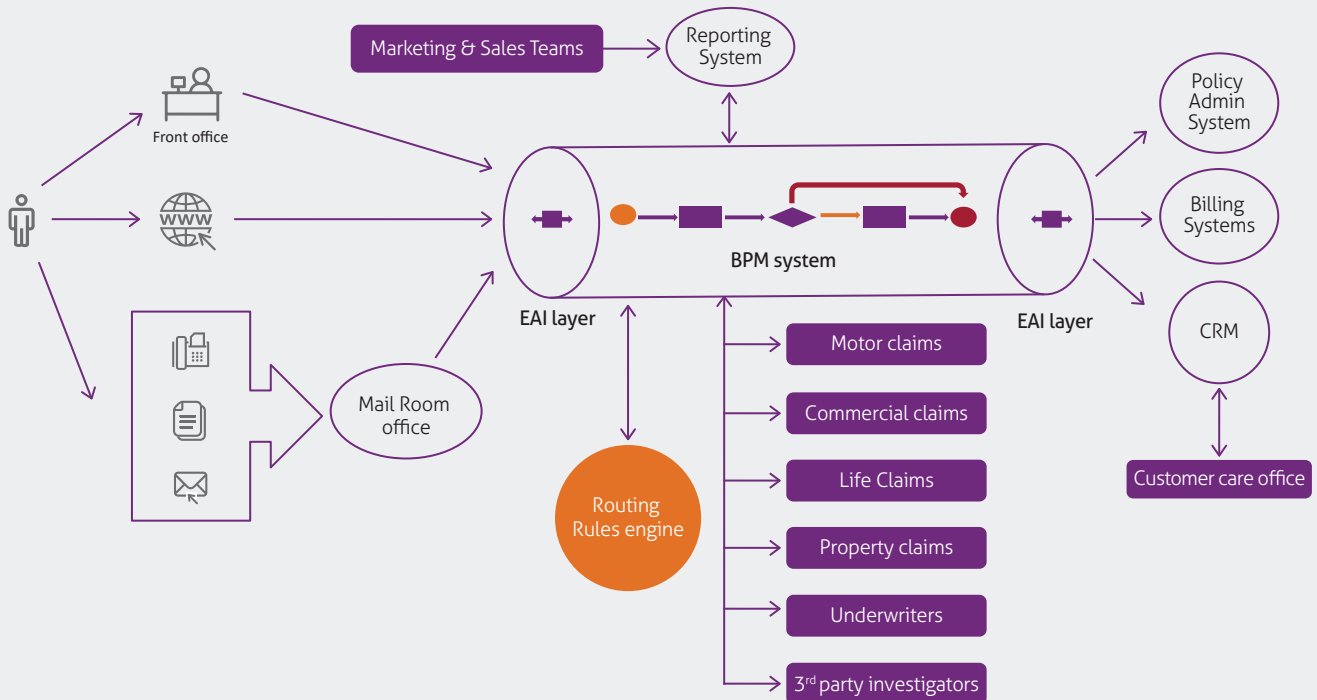 Marketing & Sales Teams
Reporting
System
Policy
Admin
System
Front office
WWW
Billing
Systems
BPM system
EAI layer
EAI layer
CRM
Mail Room
office
Motor claims
Commercial claims
Life Claims
Property claims
Underwriters
3rd party investigators
Routing
Rules engine
Customer care office